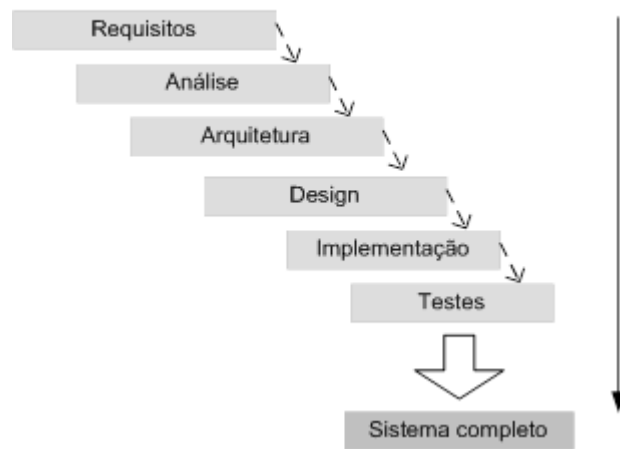 Requisitos
Análise
Arquitetura
Design
Implementação
Testes
Sistema completo